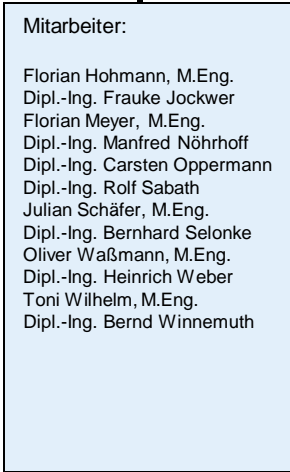 Mitarbeiter:
Florian Hohmann, M.Eng.
Dipl.-Ing. Frauke Jockwer
Florian Meyer, M.Eng.
Dipl.-Ing. Manfred Nöhrhoff
Dipl.-Ing. Carsten Oppermann
Dipl.-Ing. Rolf Sabath
Julian Schäfer, M.Eng.
Dipl.-Ing. Bernhard Selonke
Oliver Waßmann, M.Eng.
Dipl.-Ing. Heinrich Weber
Toni Wilhelm, M.Eng.
Dipl.-Ing. Bernd Winnemuth